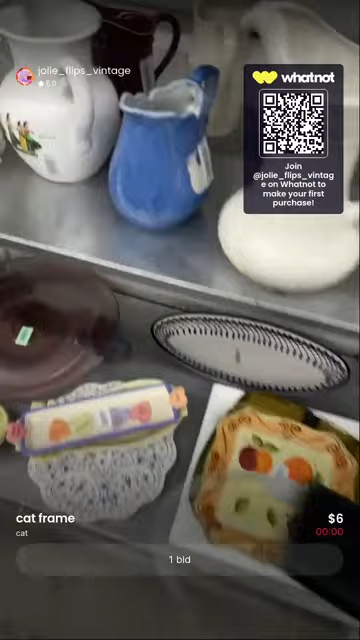 jolie_flips_vintage
5.0
whatnot
Join
@jolie_flips_vintag
e on Whatnot to
make your first
purchase!
cat frame
$6
cat
00:00
1 bid